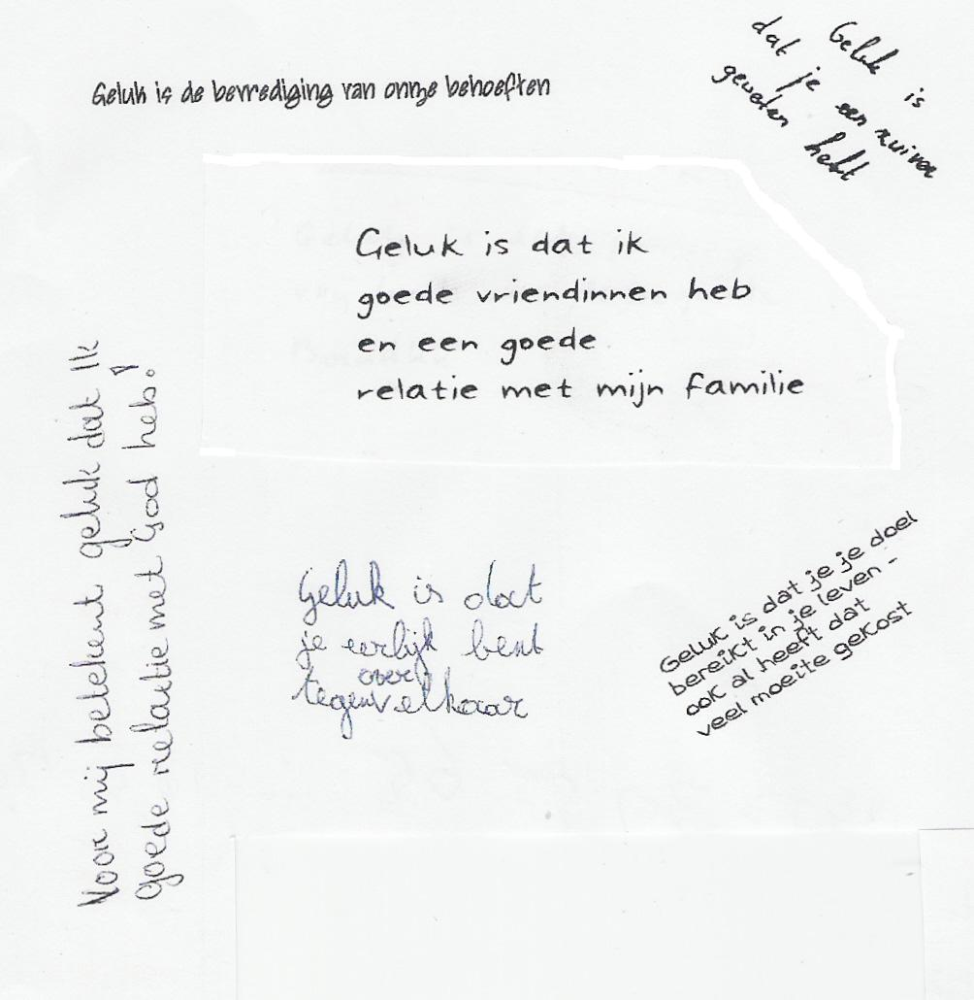 Geluk is de bevrediging van onze behoeften
Geluk is
dat je een zuiver
geweten hebt
Geluk is dat ik
goede vriendinnen heb
en een goede
relatie met mijn familie
Voor mij betekent geluk dat Ik
goede relatie met God heb!
Geluk is dat
je eerlijk bent
tegenover elkaar
Geluk is dat je je doel
bereikt in je leven -
ook al heeft dat
veel moeite gekost